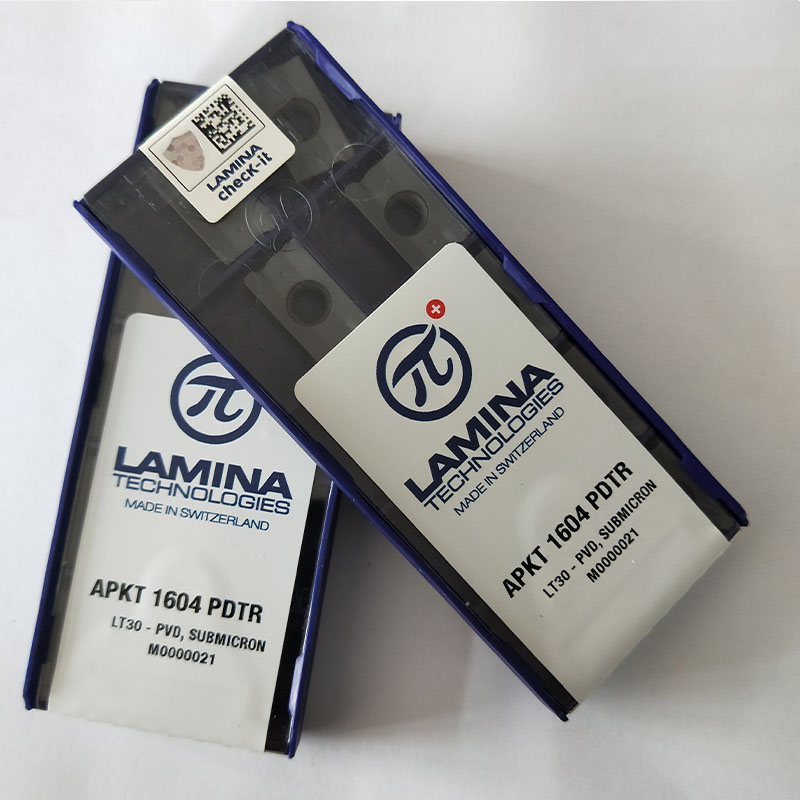 LAMINA
checK-it
π
LAMINA
TECHNOLOGIES
MADE IN SWITZERLAND
APKT 1604 PDTR
LT30 - PVD, SUBMICRON
M0000021
π
LAMINA
TECHNOLOGIES
MADE IN SWITZERLAND
APKT 1604 PDTR
LT30 - PVD, SUBMICRON
M0000021